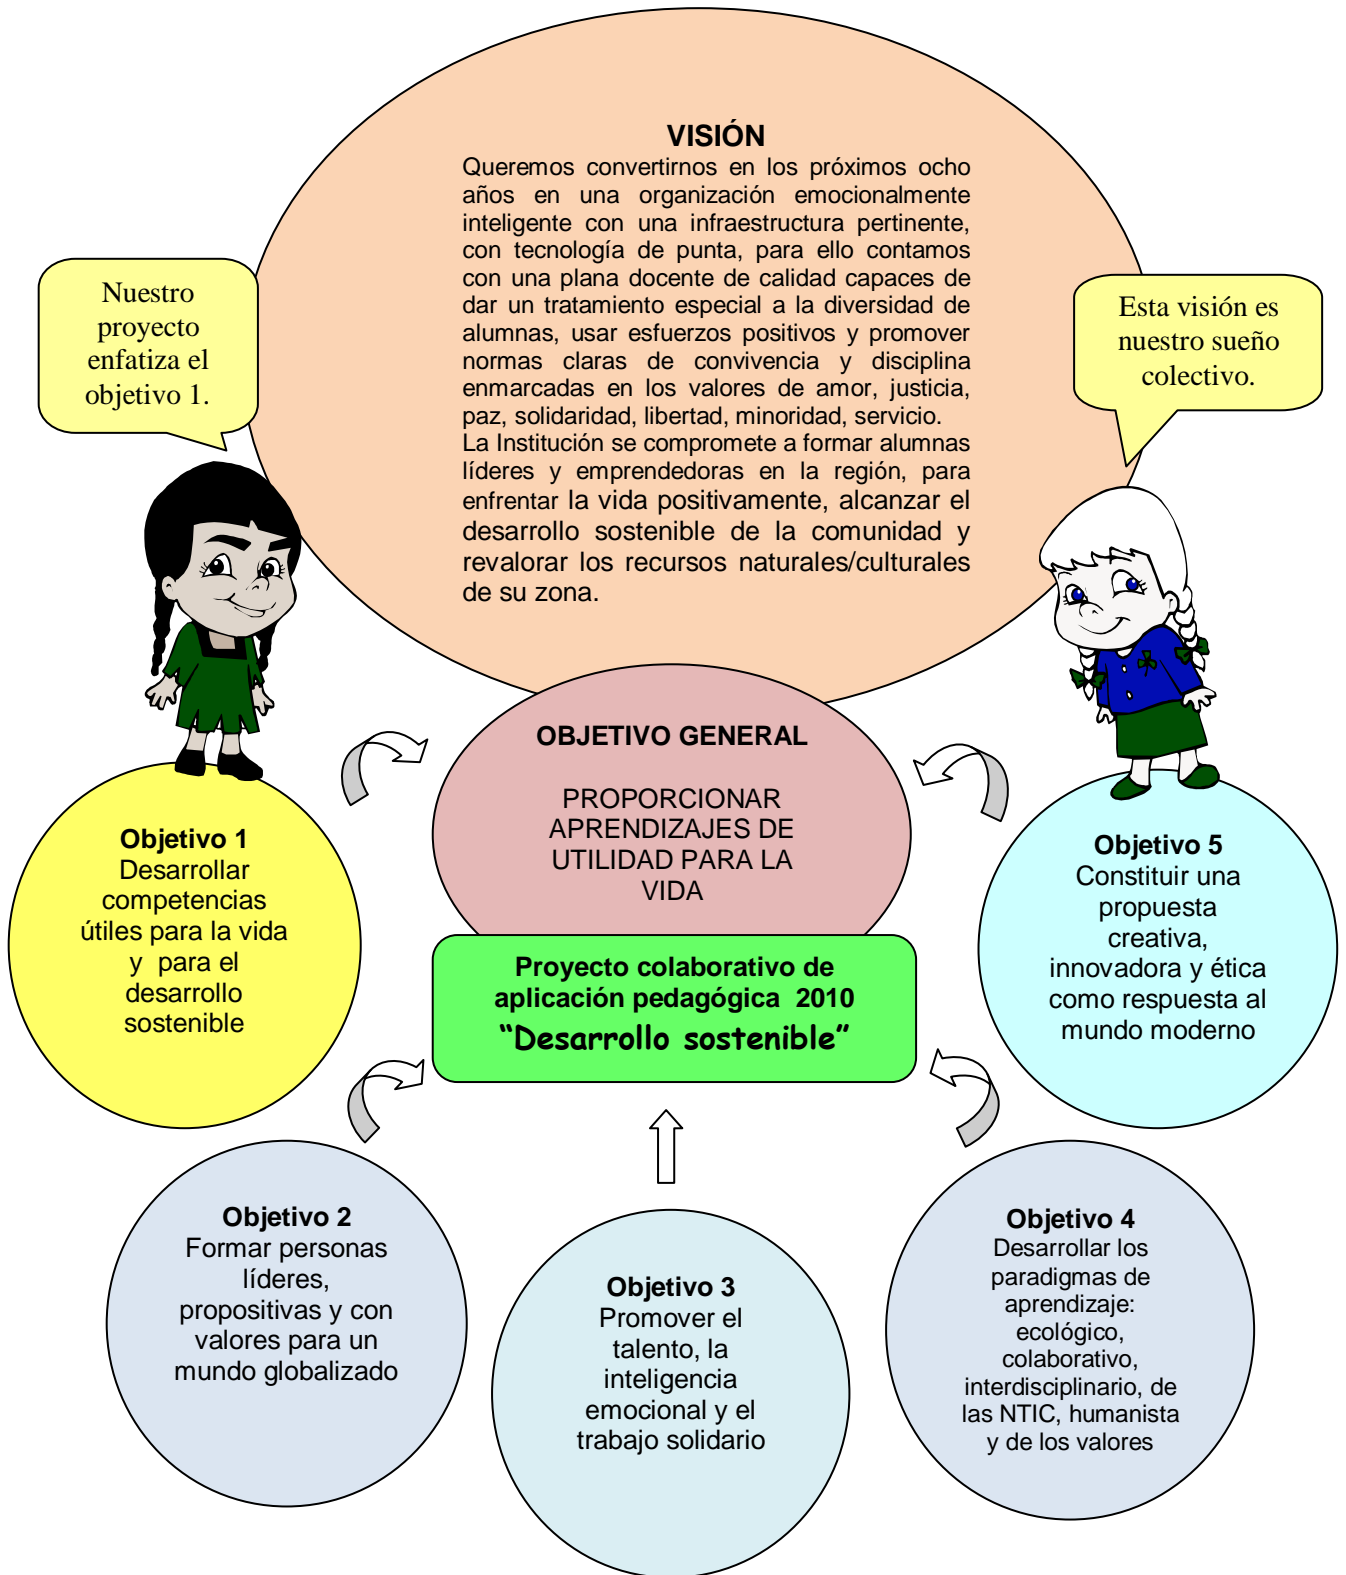 VISIÓN
Queremos convertirnos en los próximos ocho
años en una organización emocionalmente
inteligente con una infraestructura pertinente,
con tecnología de punta, para ello contamos
con una plana docente de calidad capaces de
dar un tratamiento especial a la diversidad de
alumnas, usar esfuerzos positivos y promover
normas claras de convivencia y disciplina
enmarcadas en los valores de amor, justicia,
paz, solidaridad, libertad, minoridad, servicio.
La Institución se compromete a formar alumnas
líderes y emprendedoras en la región, para
enfrentar la vida positivamente, alcanzar el
desarrollo sostenible de la comunidad y
revalorar los recursos naturales/culturales
de su zona.
Nuestro
proyecto
enfatiza el
objetivo 1.
Esta visión es
nuestro sueño
colectivo.
OBJETIVO GENERAL
PROPORCIONAR
APRENDIZAJES DE
UTILIDAD PARA LA
VIDA
Proyecto colaborativo de
aplicación pedagógica 2010
“Desarrollo sostenible”
Objetivo 1
Desarrollar
competencias
útiles para la vida
y para el
desarrollo
sostenible
Objetivo 5
Constituir una
propuesta
creativa,
innovadora y ética
como respuesta al
mundo moderno
Objetivo 2
Formar personas
líderes,
propositivas y con
valores para un
mundo globalizado
Objetivo 3
Promover el
talento, la
inteligencia
emocional y el
trabajo solidario
Objetivo 4
Desarrollar los
paradigmas de
aprendizaje:
ecológico,
colaborativo,
interdisciplinario, de
las NTIC, humanista
y de los valores